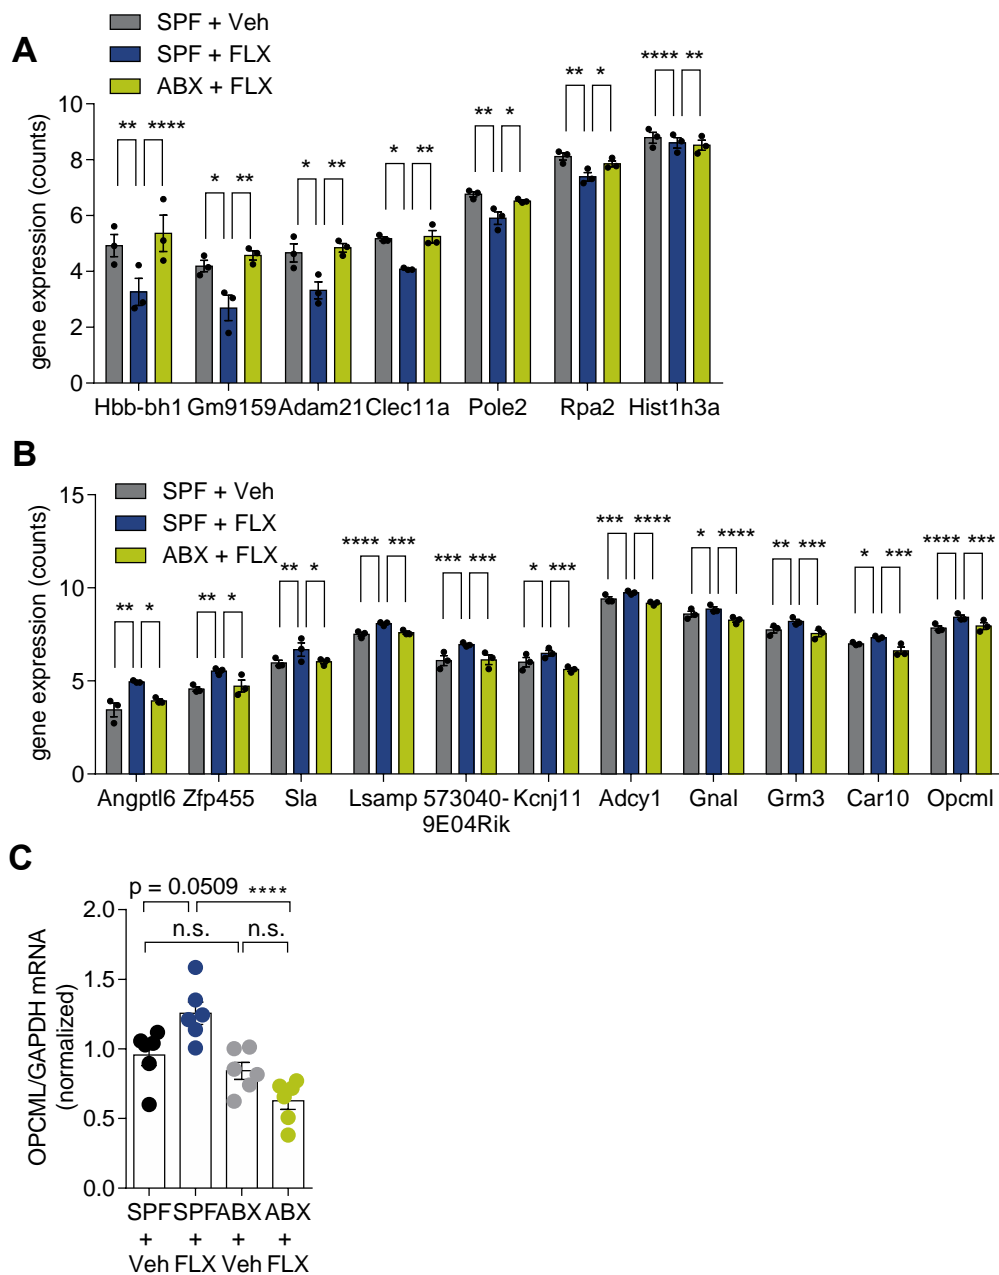 A
SPF + Veh
SPF + FLX
ABX + FLX
gene expression (counts)
10
8
6
4
2
0
** ****
* **
* **
* **
** *
** *
**** **
Hbb-bh1 Gm9159 Adam21 Clec11a Pole2 Rpa2 Hist1h3a
B
SPF + Veh
SPF + FLX
ABX + FLX
gene expression (counts)
15
10
5
0
** *
** *
** *
**** ***
*** ***
* ***
*** ****
* ****
** ***
* ***
**** ***
Angptl6 Zfp455 Sla Lsamp 573040- Kcnj11 Adcy1 Gnal Grm3 Car10 Opcml
9E04Rik
C
p = 0.0509 ****
n.s. n.s.
OPCML/GAPDH mRNA
(normalized)
2.0
1.5
1.0
0.5
0.0
SPF SPF ABX ABX
+ + + +
Veh FLX Veh FLX